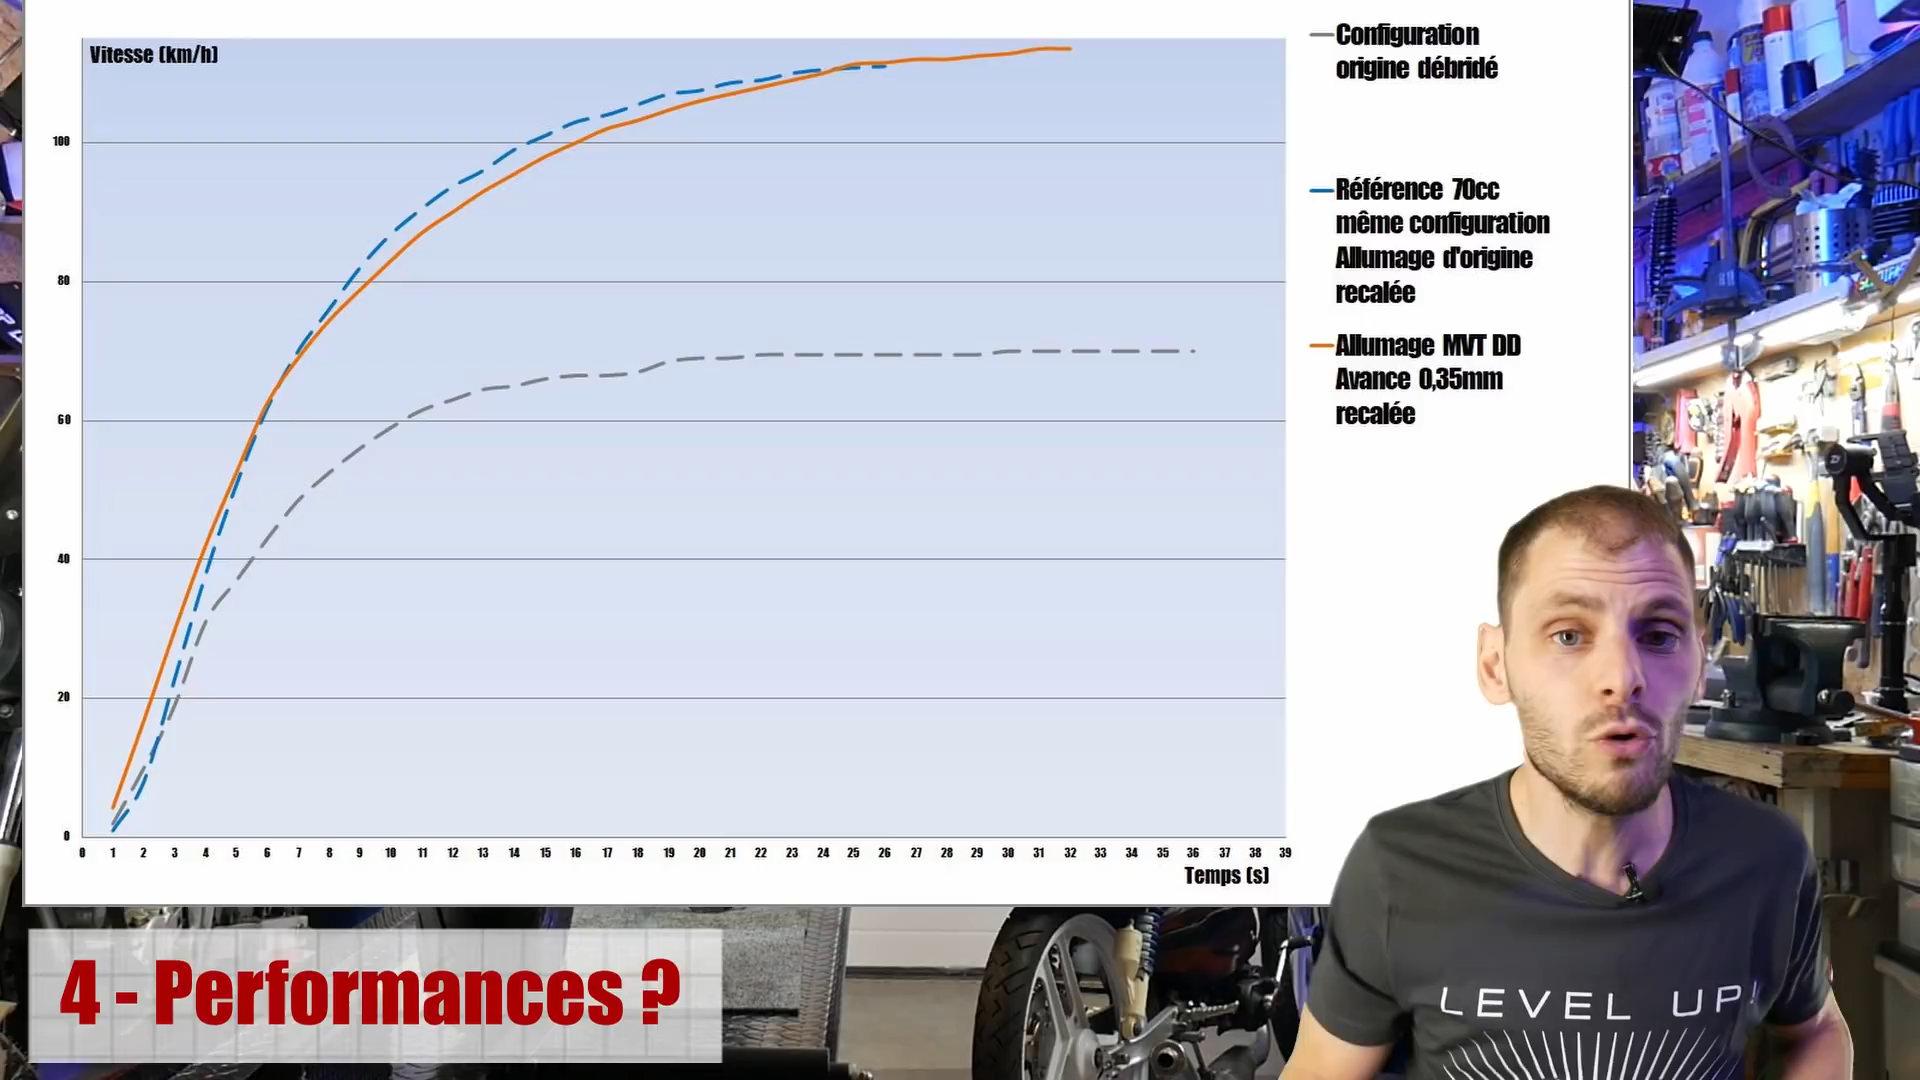 Vitesse (km/h)
100
80
60
40
20
0
0 1 2 3 4 5 6 7 8 9 10 11 12 13 14 15 16 17 18 19 20 21 22 23 24 25 26 27 28 29 30 31 32 33 34 35 36 37 38 39
Temps (s)
Configuration
origine débridé
Référence 70cc
même configuration
Allumage d'origine
recalée
Allumage MVT DD
Avance 0,35mm
recalée
4 - Performances ?
LEVEL UP!